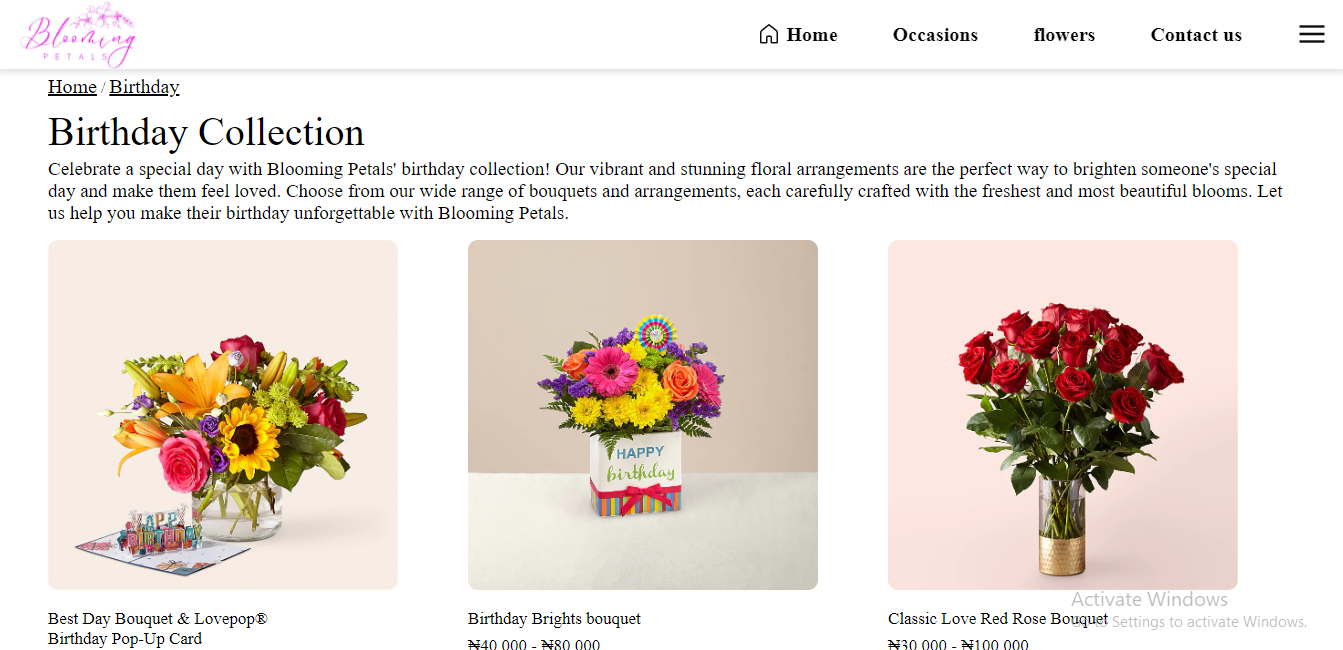 Blooming
PETALS
Home
Occasions
flowers
Contact us
Home / Birthday
Birthday Collection
Celebrate a special day with Blooming Petals' birthday collection! Our vibrant and stunning floral arrangements are the perfect way to brighten someone's special
day and make them feel loved. Choose from our wide range of bouquets and arrangements, each carefully crafted with the freshest and most beautiful blooms. Let
us help you make their birthday unforgettable with Blooming Petals.
HAPPY
BIRTHDAY
HAPPY
birthday
Best Day Bouquet & Lovepop®
Birthday Pop-Up Card
Birthday Brights bouquet
₦40 000 - ₦80 000
Classic Love Red Rose Bouquet
₦30 000 - ₦100 000
Activate Windows
Go to Settings to activate Windows.